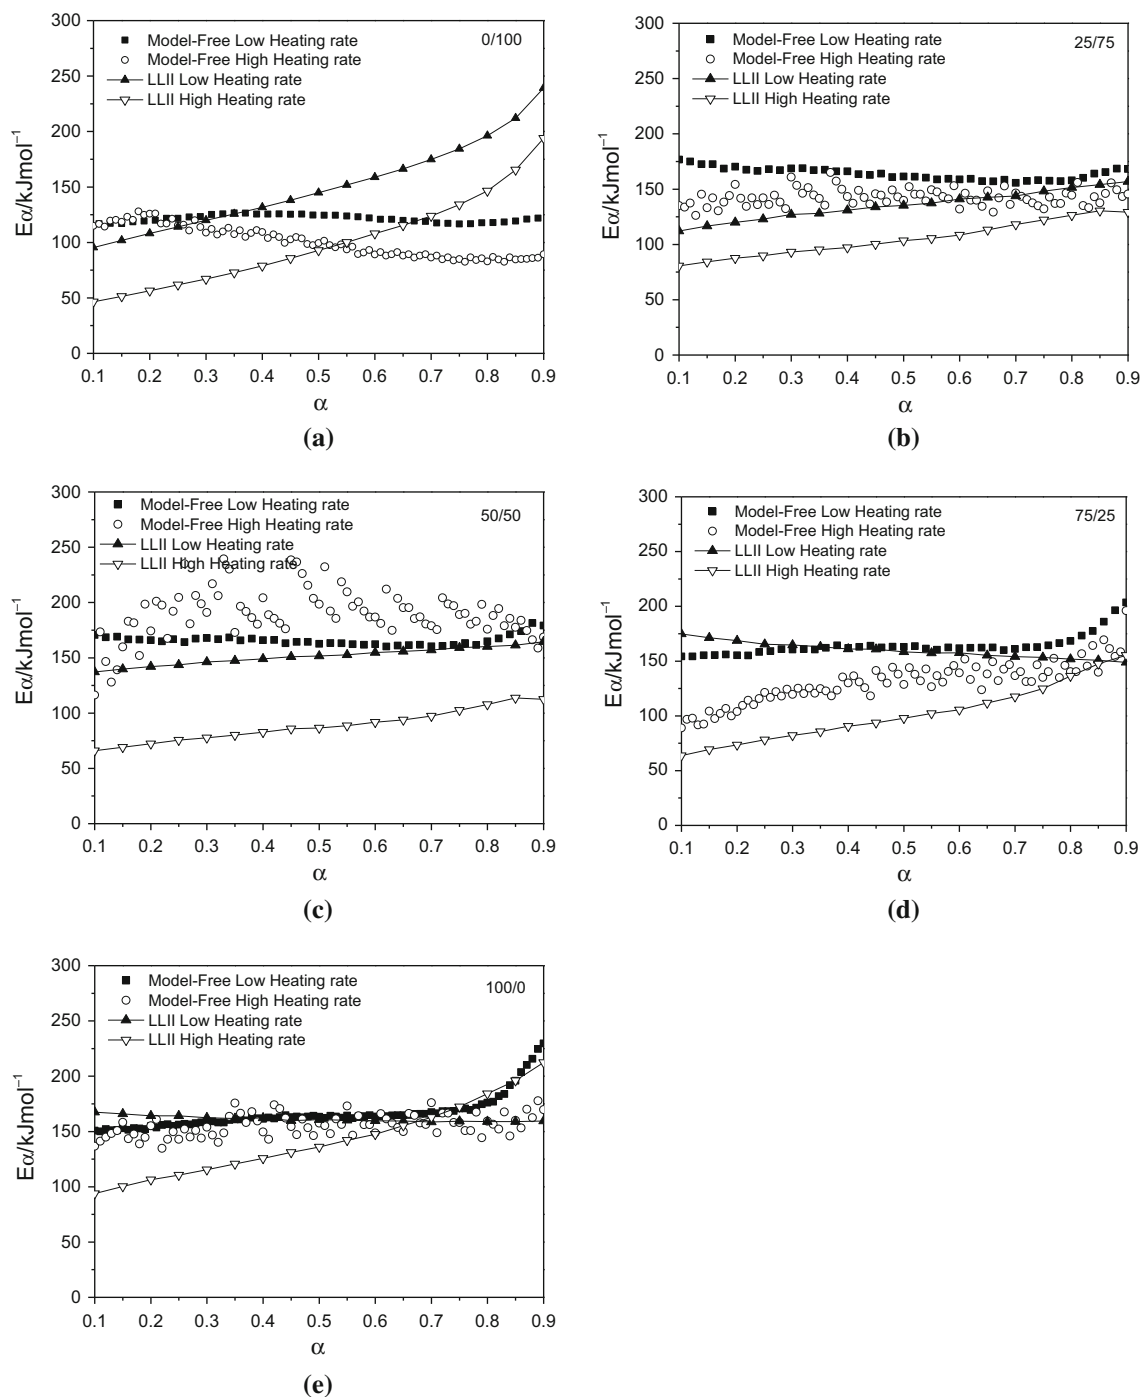 300
250
200
150
100
50
0
Eα/kJmol⁻¹
Model-Free Low Heating rate
Model-Free High Heating rate
LLII Low Heating rate
LLII High Heating rate
0/100
0.1 0.2 0.3 0.4 0.5 0.6 0.7 0.8 0.9
α
(a)
300
250
200
150
100
50
0
Eα/kJmol⁻¹
Model-Free Low Heating rate
Model-Free High Heating rate
LLII Low Heating rate
LLII High Heating rate
25/75
0.1 0.2 0.3 0.4 0.5 0.6 0.7 0.8 0.9
α
(b)
300
250
200
150
100
50
0
Eα/kJmol⁻¹
Model-Free Low Heating rate
Model-Free High Heating rate
LLII Low Heating rate
LLII High Heating rate
50/50
0.1 0.2 0.3 0.4 0.5 0.6 0.7 0.8 0.9
α
(c)
300
250
200
150
100
50
0
Eα/kJmol⁻¹
Model-Free Low Heating rate
Model-Free High Heating rate
LLII Low Heating rate
LLII High Heating rate
75/25
0.1 0.2 0.3 0.4 0.5 0.6 0.7 0.8 0.9
α
(d)
300
250
200
150
100
50
0
Eα/kJmol⁻¹
Model-Free Low Heating rate
Model-Free High Heating rate
LLII Low Heating rate
LLII High Heating rate
100/0
0.1 0.2 0.3 0.4 0.5 0.6 0.7 0.8 0.9
α
(e)